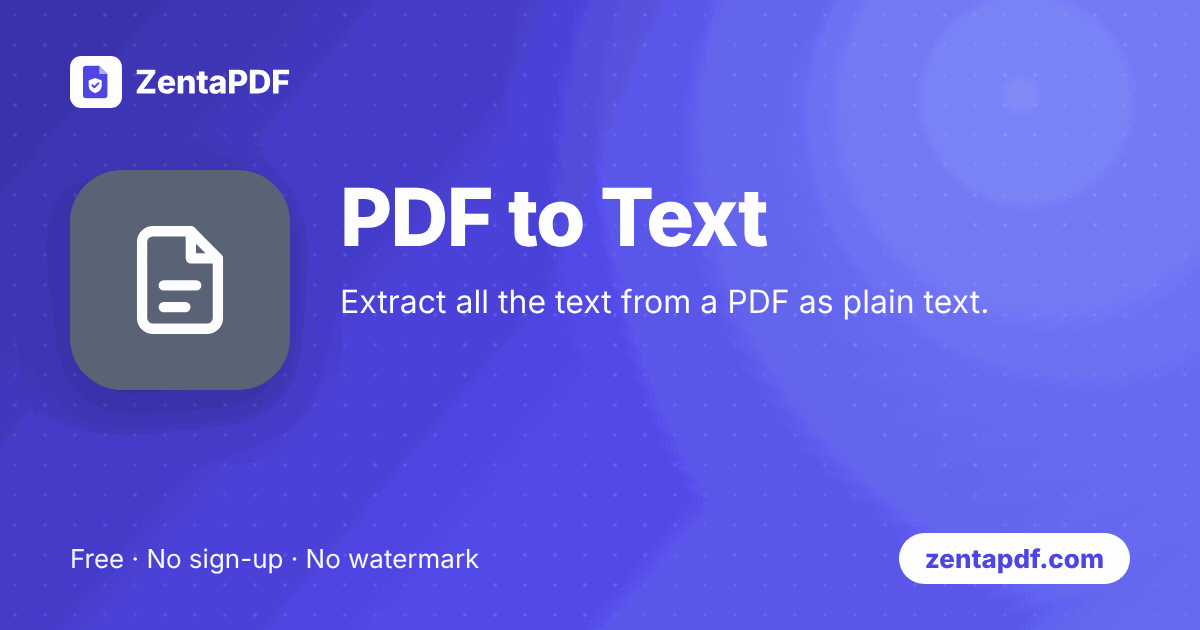 ZentaPDF
PDF to Text
Extract all the text from a PDF as plain text.
Free · No sign-up · No watermark
zentapdf.com